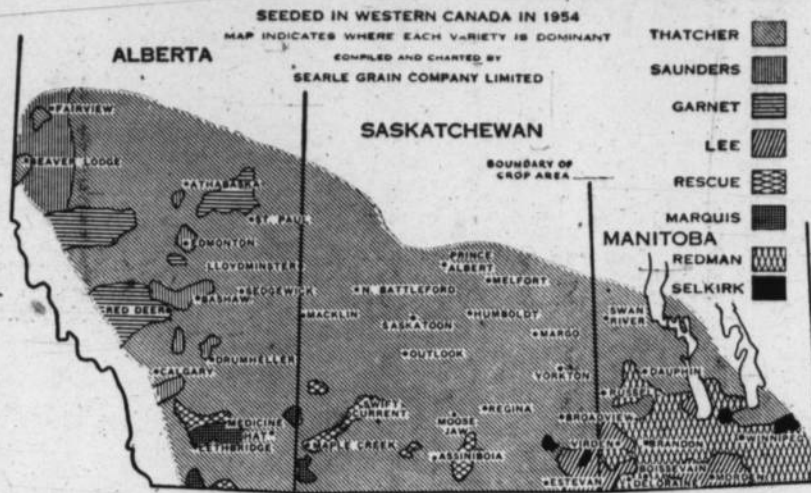 SEEDED IN WESTERN CANADA IN 1954
MAP INDICATES WHERE EACH VARIETY IS DOMINANT
COMPILED AND CHARTED BY
SEARLE GRAIN COMPANY LIMITED
ALBERTA
SASKATCHEWAN
MANITOBA
BOUNDARY OF
CROP AREA
THATCHER
SAUNDERS
GARNET
LEE
RESCUE
MARQUIS
REDMAN
SELKIRK
FAIRVIEW
BEAVER LODGE
ATHABASKA
ST. PAUL
EDMONTON
LLOYDMINSTER
BASHAW
SEDGEWICK
RED DEER
DRUMHELLER
CALGARY
MEDICINE
HAT
LETHBRIDGE
PRINCE
ALBERT
MELFORT
N. BATTLEFORD
MACKLIN
SASKATOON
HUMBOLDT
MARGO
OUTLOOK
YORKTON
SWIFT
CURRENT
MOOSE
JAW
REGINA
BROADVIEW
MAPLE CREEK
ASSINIBOIA
ESTEVAN
SWAN
RIVER
DAUPHIN
VIRDEN
BRANDON
WINNIPEG
BOISSEVAIN
DELORAINE
MORDEN